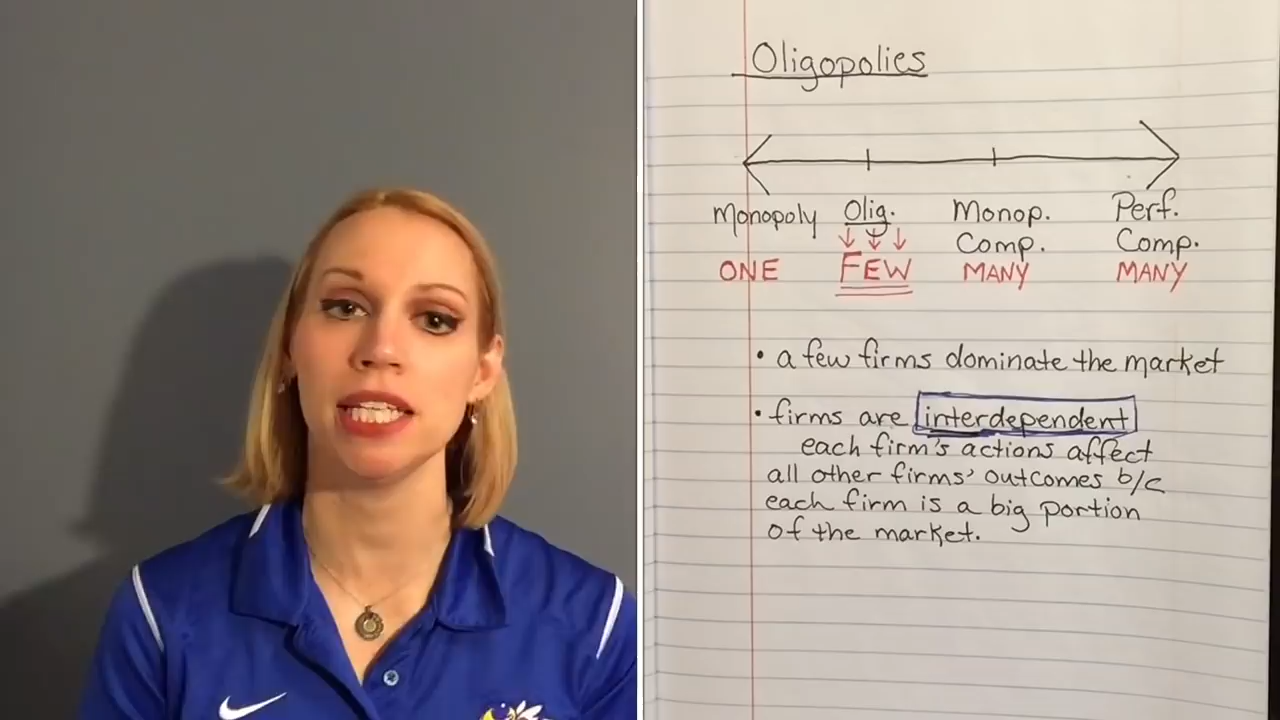 Oligopolies
Monopoly Olig. Monop. Perf.
Comp. Comp.
ONE FEW MANY MANY
• a few firms dominate the market
• firms are interdependent
each firm's actions affect
all other firms' outcomes b/c
each firm is a big portion
of the market.